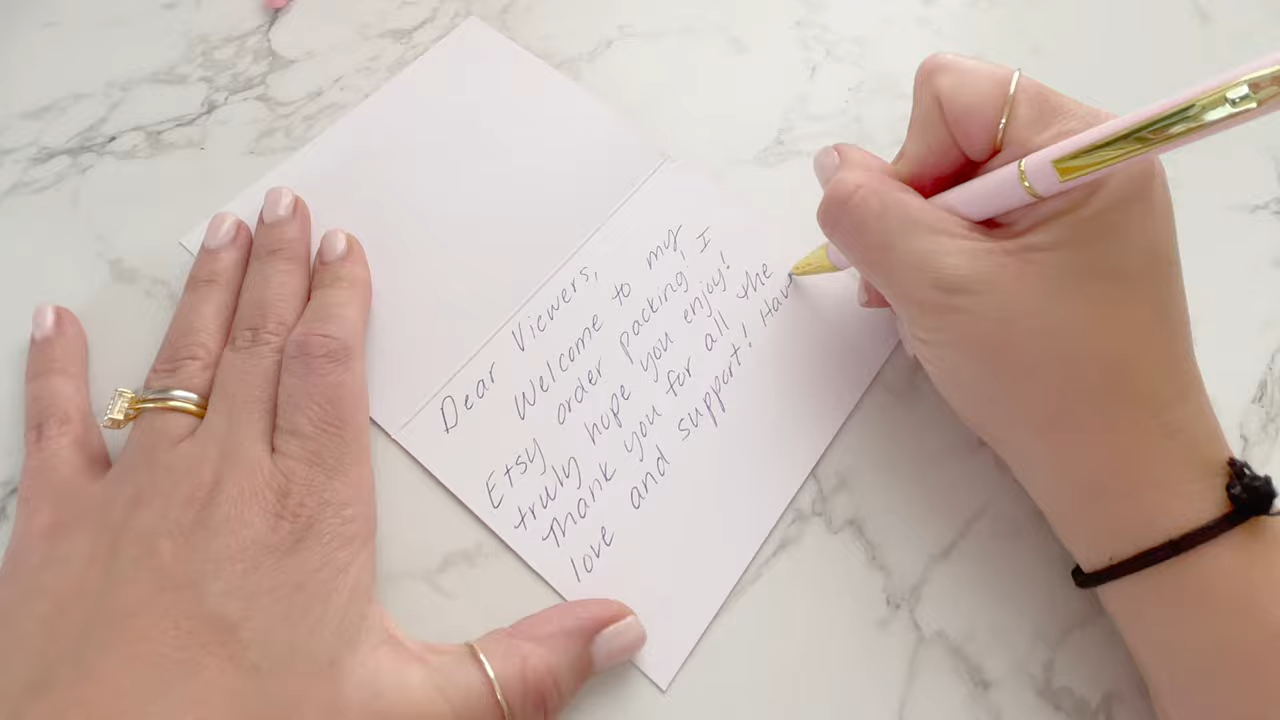 Dear Viewers,
Welcome to my
Etsy order packing, I
truly hope you enjoy!
Thank you for all the
love and support! Hav